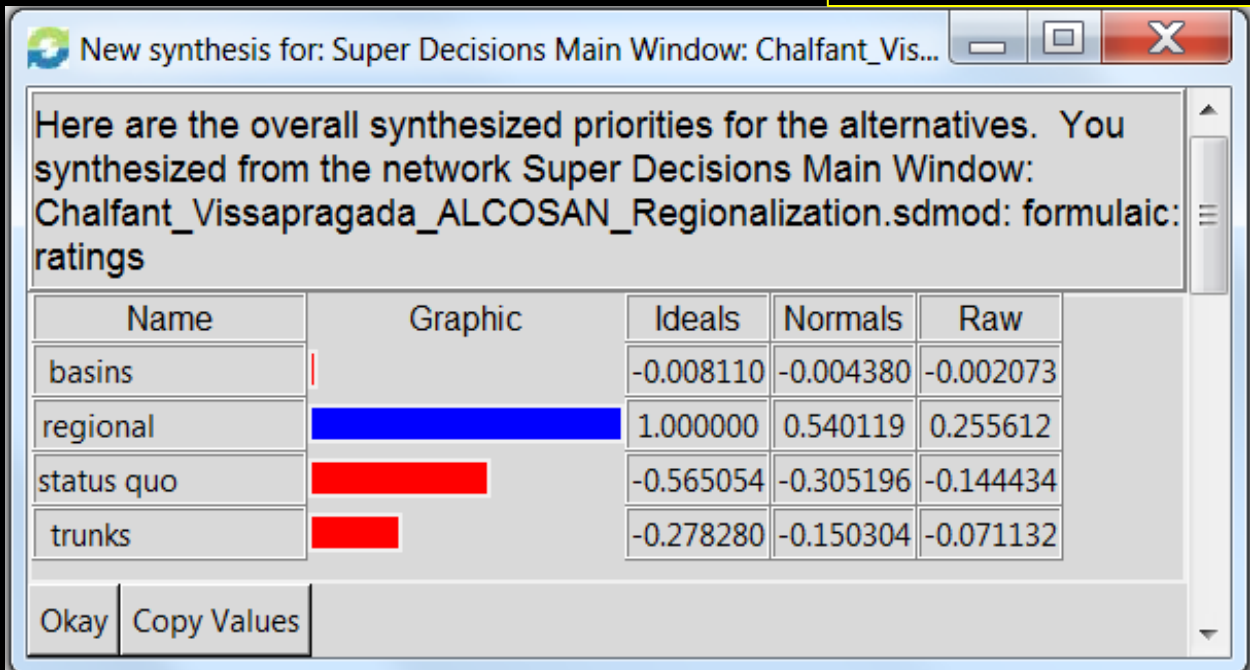 New synthesis for: Super Decisions Main Window: Chalfant_Vis...
Here are the overall synthesized priorities for the alternatives.  You
synthesized from the network Super Decisions Main Window:
Chalfant_Vissapragada_ALCOSAN_Regionalization.sdmod: formulaic:
ratings
Name Graphic Ideals Normals Raw
basins -0.008110 -0.004380 -0.002073
regional 1.000000 0.540119 0.255612
status quo -0.565054 -0.305196 -0.144434
trunks -0.278280 -0.150304 -0.071132
Okay Copy Values